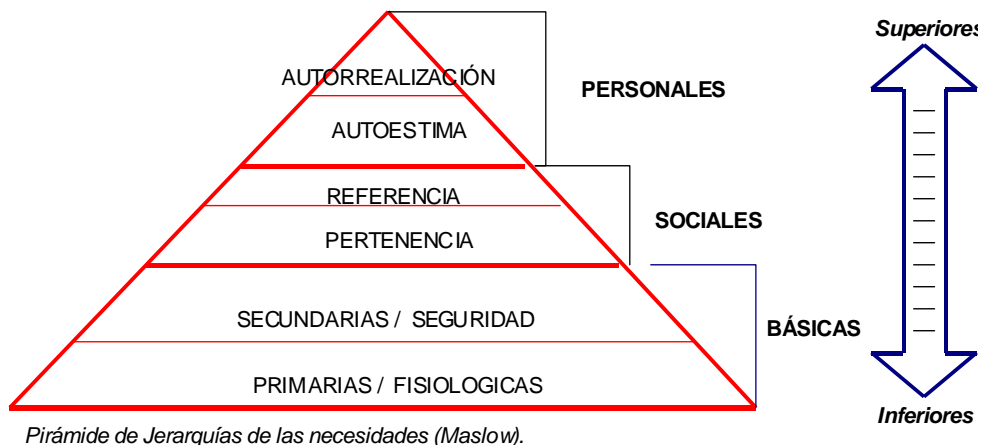 Superiores
AUTORREALIZACIÓN
PERSONALES
AUTOESTIMA
REFERENCIA
SOCIALES
PERTENENCIA
SECUNDARIAS / SEGURIDAD
BÁSICAS
PRIMARIAS / FISIOLOGICAS
Inferiores
Pirámide de Jerarquías de las necesidades (Maslow).